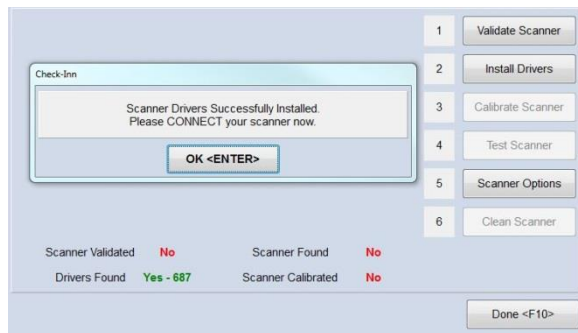 1 Validate Scanner
Check-Inn
2 Install Drivers
Scanner Drivers Successfully Installed.
Please CONNECT your scanner now.
3 Calibrate Scanner
OK <ENTER>
4 Test Scanner
5 Scanner Options
6 Clean Scanner
Scanner Validated No Scanner Found No
Drivers Found Yes - 687 Scanner Calibrated No
Done <F10>